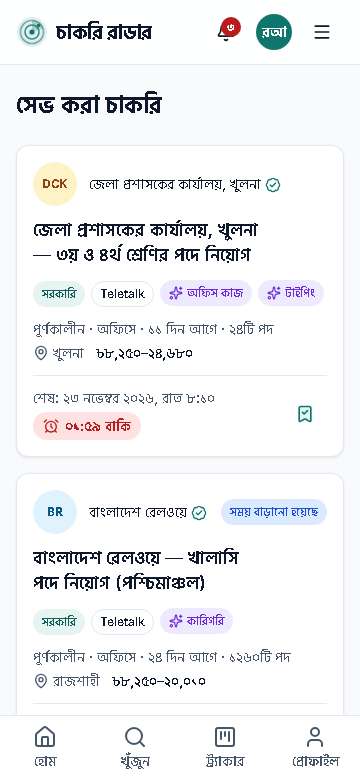 চাকরি রাডার
৩
রআ
সেভ করা চাকরি
DCK
জেলা প্রশাসকের কার্যালয়, খুলনা
জেলা প্রশাসকের কার্যালয়, খুলনা
— ৩য় ও ৪র্থ শ্রেণির পদে নিয়োগ
সরকারি
Teletalk
অফিস কাজ
টাইপিং
পূর্ণকালীন · অফিসে · ১১ দিন আগে · ২৪টি পদ
খুলনা ৳৮,২৫০–২৪,৬৮০
শেষ: ২৩ নভেম্বর ২০২৬, রাত ৮:১০
০৭:৫৯ বাকি
BR
বাংলাদেশ রেলওয়ে
সময় বাড়ানো হয়েছে
বাংলাদেশ রেলওয়ে — খালাসি
পদে নিয়োগ (পশ্চিমাঞ্চল)
সরকারি
Teletalk
কারিগরি
পূর্ণকালীন · অফিসে · ২৪ দিন আগে · ১২৬০টি পদ
রাজশাহী ৳৮,২৫০–২০,০১০
হোম
খুঁজুন
ট্র্যাকার
প্রোফাইল